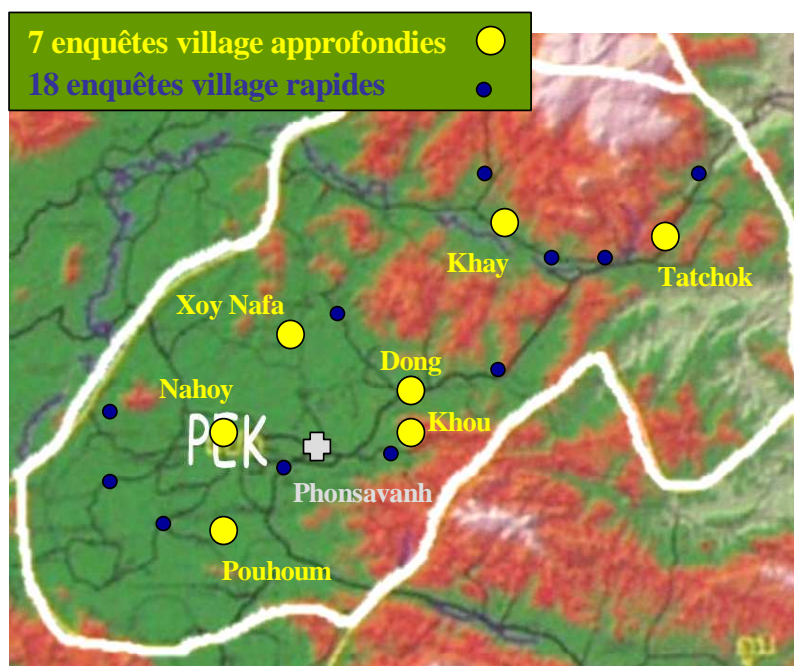 7 enquêtes village approfondies
18 enquêtes village rapides
Khay
Tatchok
Xoy Nafa
Dong
Nahoy
Khou
PEK
Phonsavanh
Pouhoum